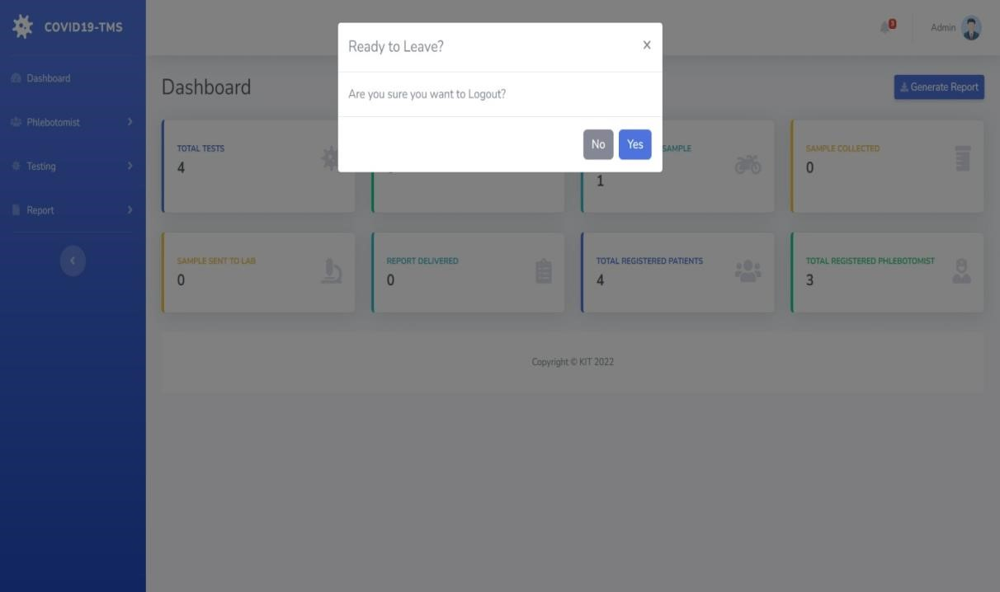 COVID19-TMS
Dashboard
Phlebotomist
Testing
Report
3
Admin
Ready to Leave?
X
Are you sure you want to Logout?
No
Yes
Dashboard
Generate Report
TOTAL TESTS
4
SAMPLE
1
SAMPLE COLLECTED
0
SAMPLE SENT TO LAB
0
REPORT DELIVERED
0
TOTAL REGISTERED PATIENTS
4
TOTAL REGISTERED PHLEBOTOMIST
3
Copyright © KIT 2022